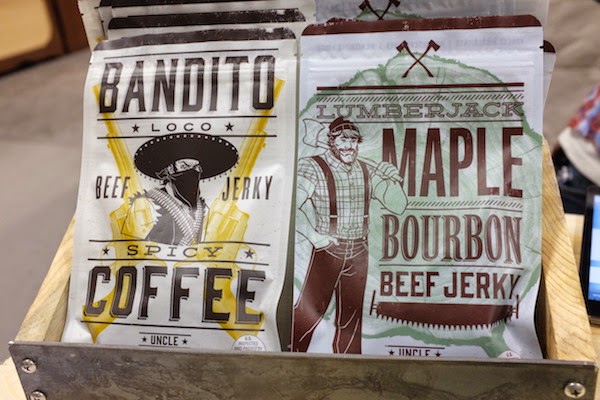 BANDITO
★ LOCO ★
BEEF JERKY
★ SPICY ★
COFFEE
★ UNCLE ★
U.S.
LUMBERJACK
MAPLE
BOURBON
BEEF JERKY
★ UNCLE ★